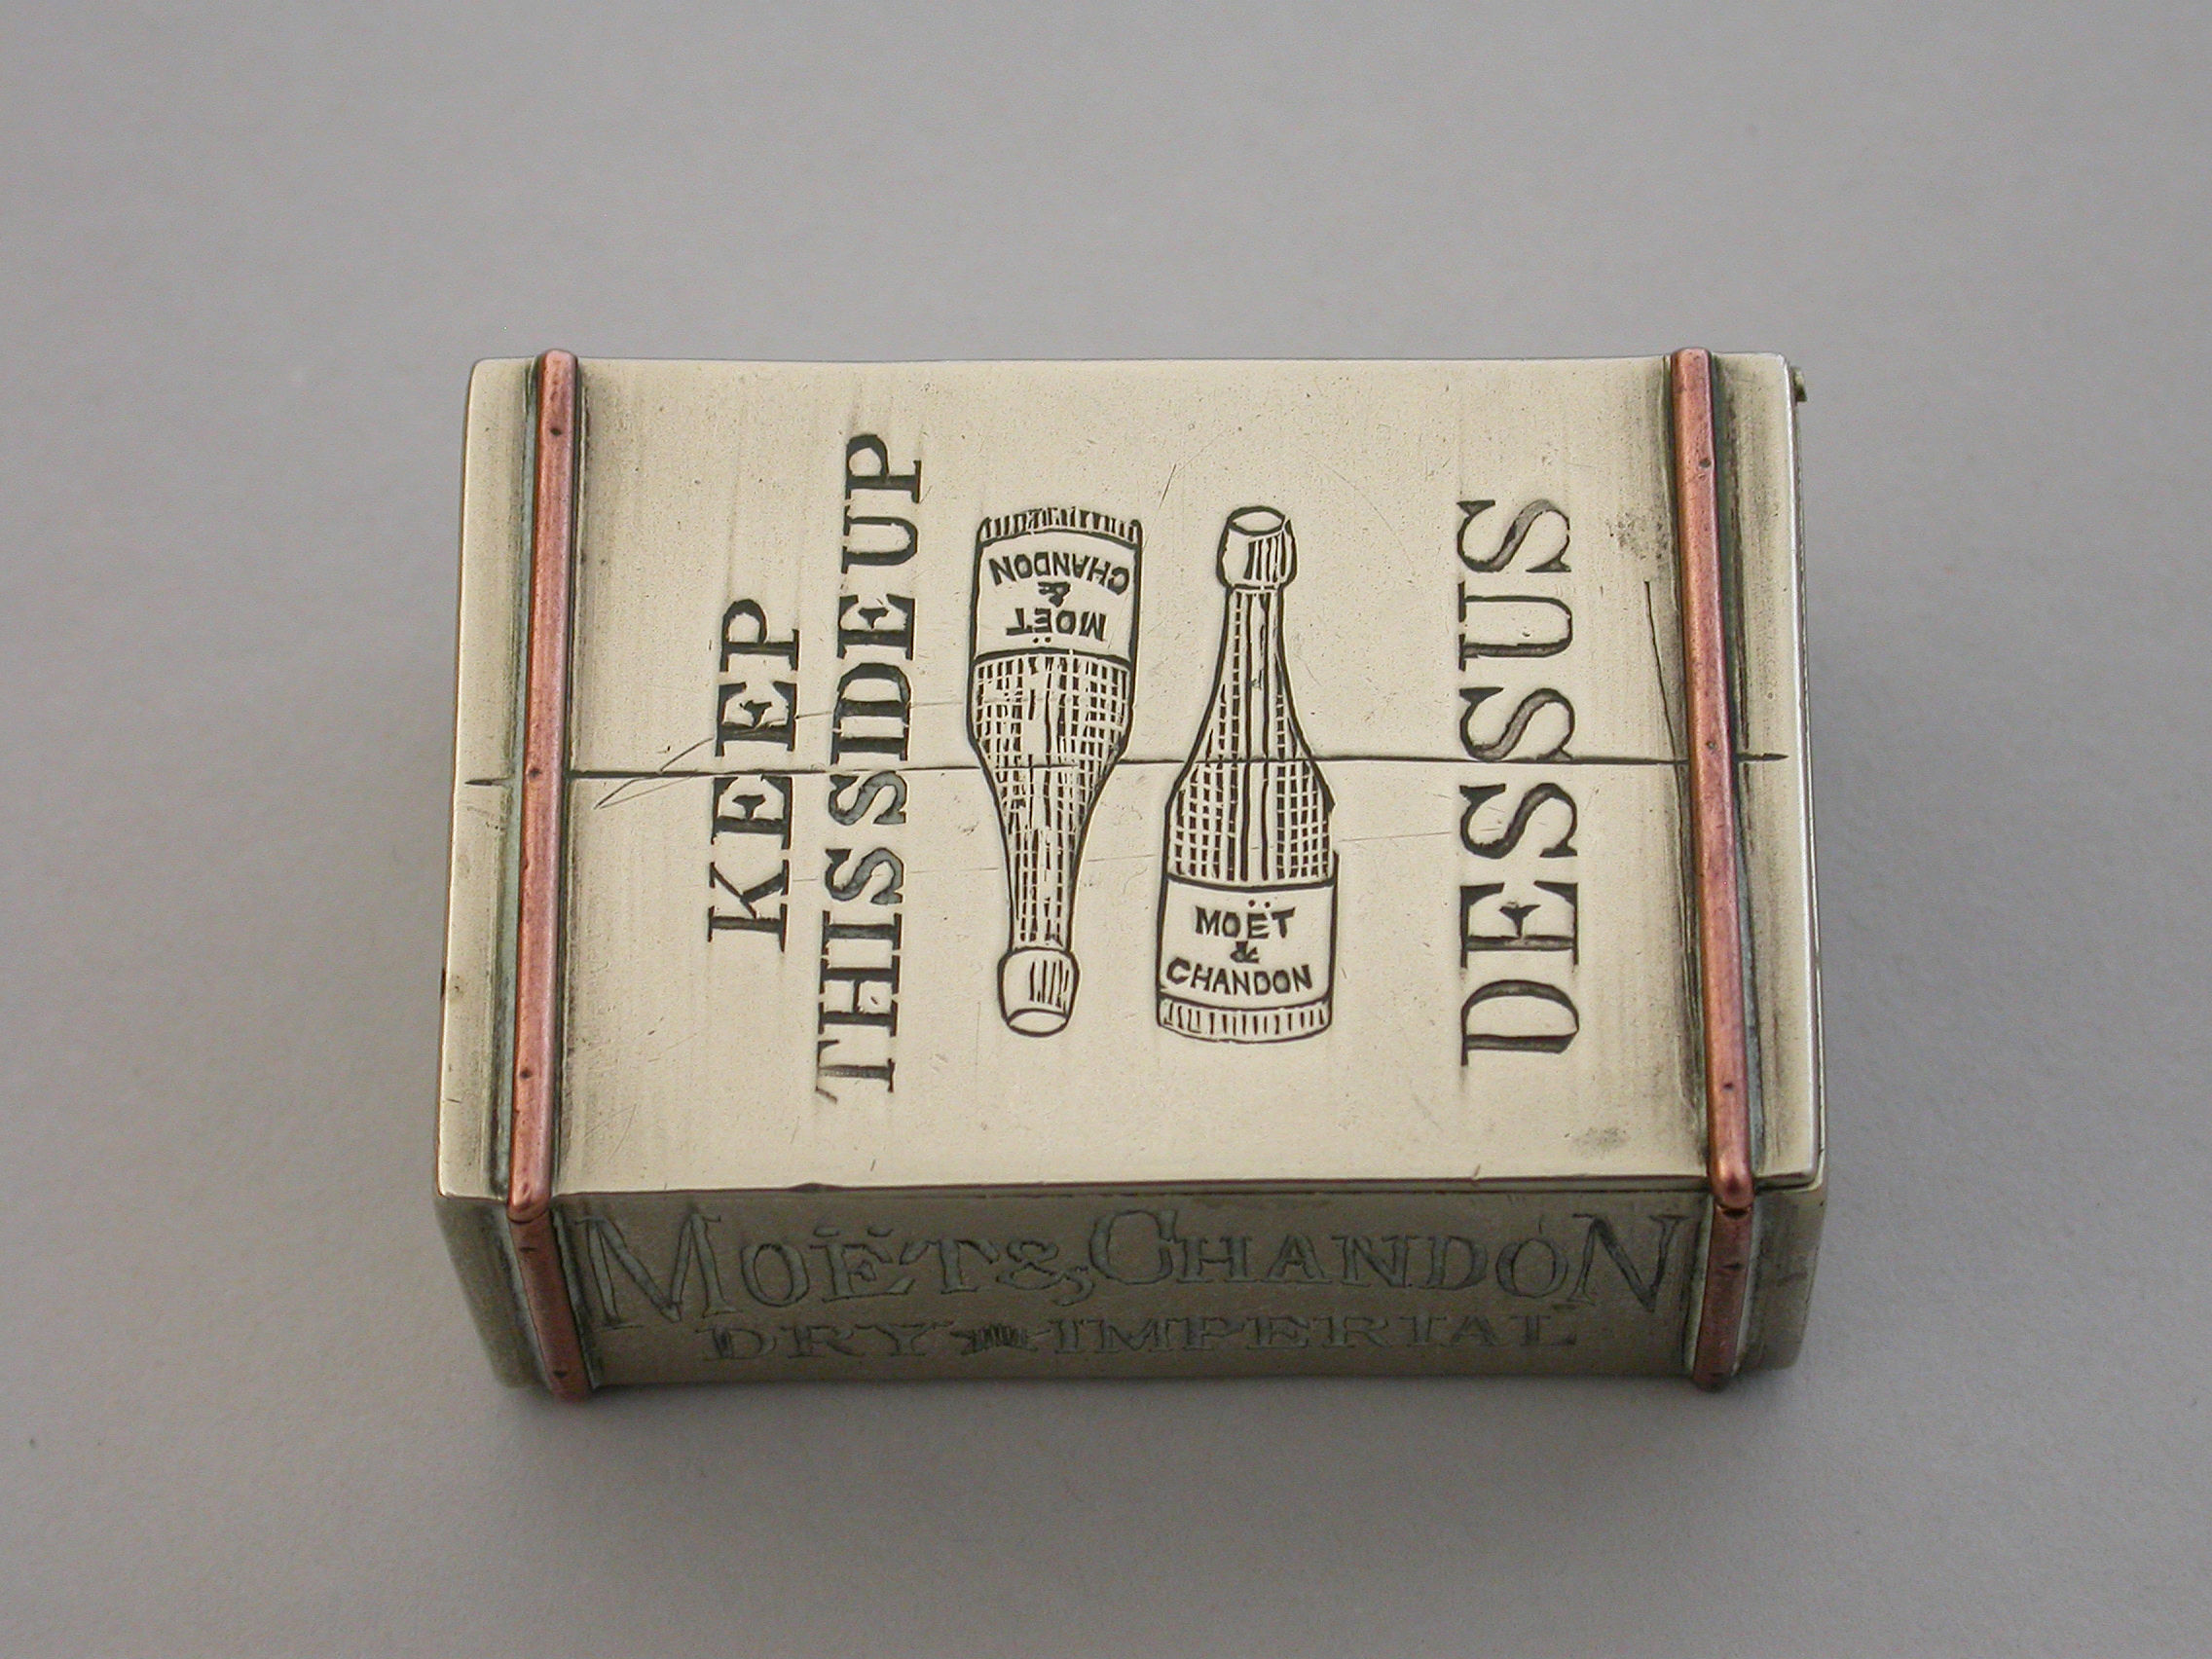 KEEP
THIS SIDE UP
MOËT
&
CHANDON
MOËT
&
CHANDON
DESSUS
MOËT & CHANDON
DRY IMPERIAL